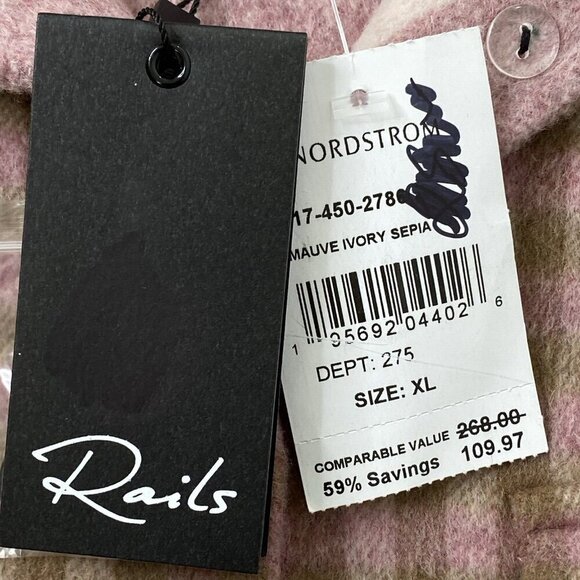 Rails
NORDSTROM
17-450-278
MAUVE IVORY SEPIA
1 95692 04402 6
DEPT: 275
SIZE: XL
COMPARABLE VALUE 268.00
59% Savings 109.97